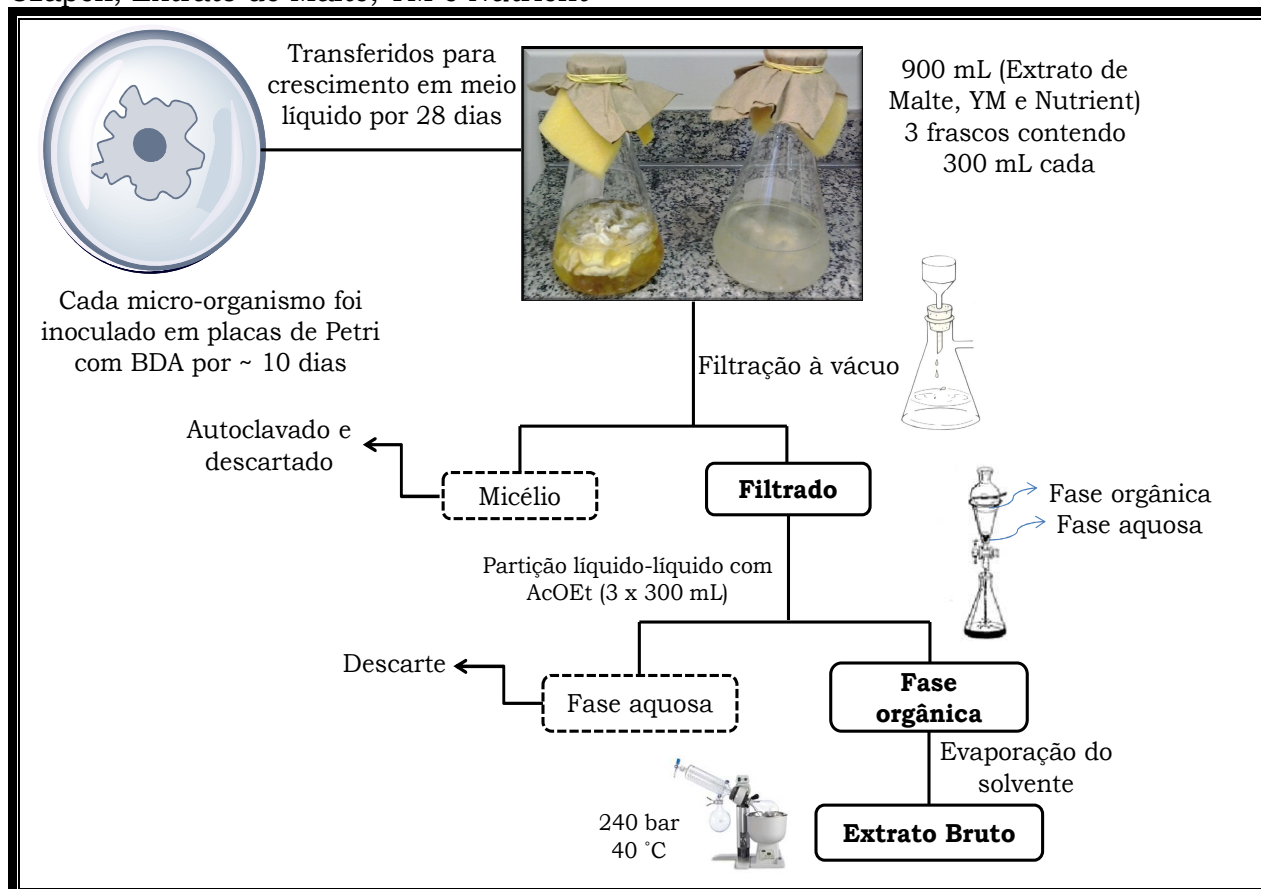 Transferidos para
crescimento em meio
líquido por 28 dias
900 mL (Extrato de
Malte, YM e Nutrient)
3 frascos contendo
300 mL cada
Cada micro-organismo foi
inoculado em placas de Petri
com BDA por ~ 10 dias
Filtração à vácuo
Autoclavado e
descartado
Micélio
Filtrado
Fase orgânica
Fase aquosa
Partição líquido-líquido com
AcOEt (3 x 300 mL)
Descarte
Fase aquosa
Fase
orgânica
Evaporação do
solvente
240 bar
40 ˚C
Extrato Bruto